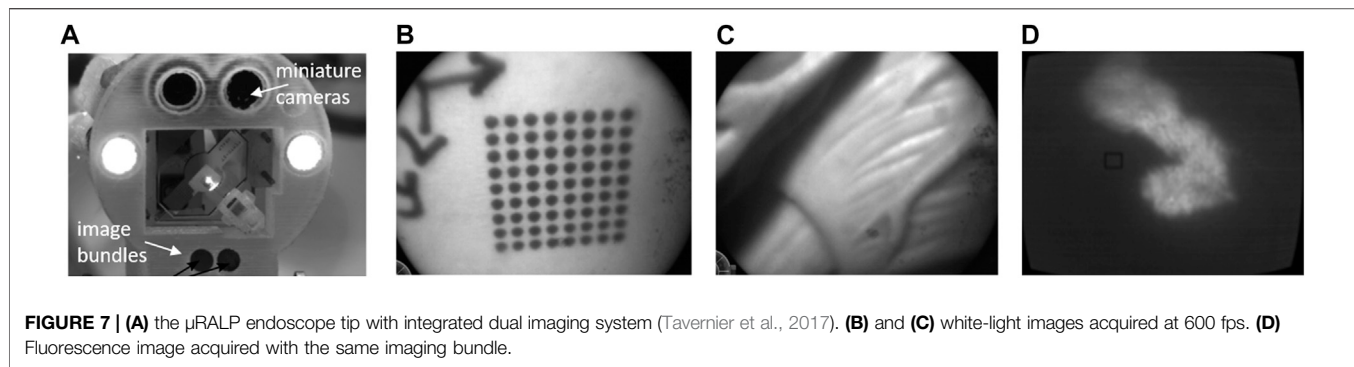 A
B
C
D
miniature
cameras
image
bundles
FIGURE 7 | (A) the µRALP endoscope tip with integrated dual imaging system (Tavernier et al., 2017). (B) and (C) white-light images acquired at 600 fps. (D)
Fluorescence image acquired with the same imaging bundle.